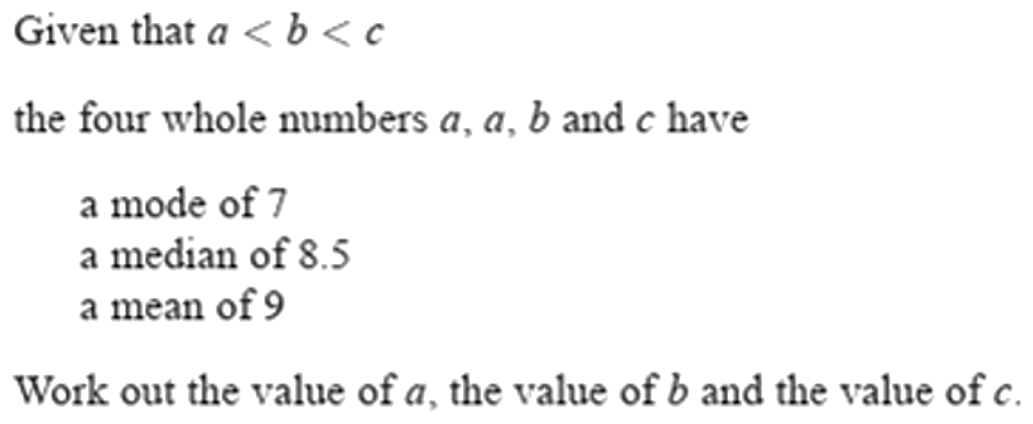 Given that a < b < c
the four whole numbers a, a, b and c have
a mode of 7
a median of 8.5
a mean of 9
Work out the value of a, the value of b and the value of c.